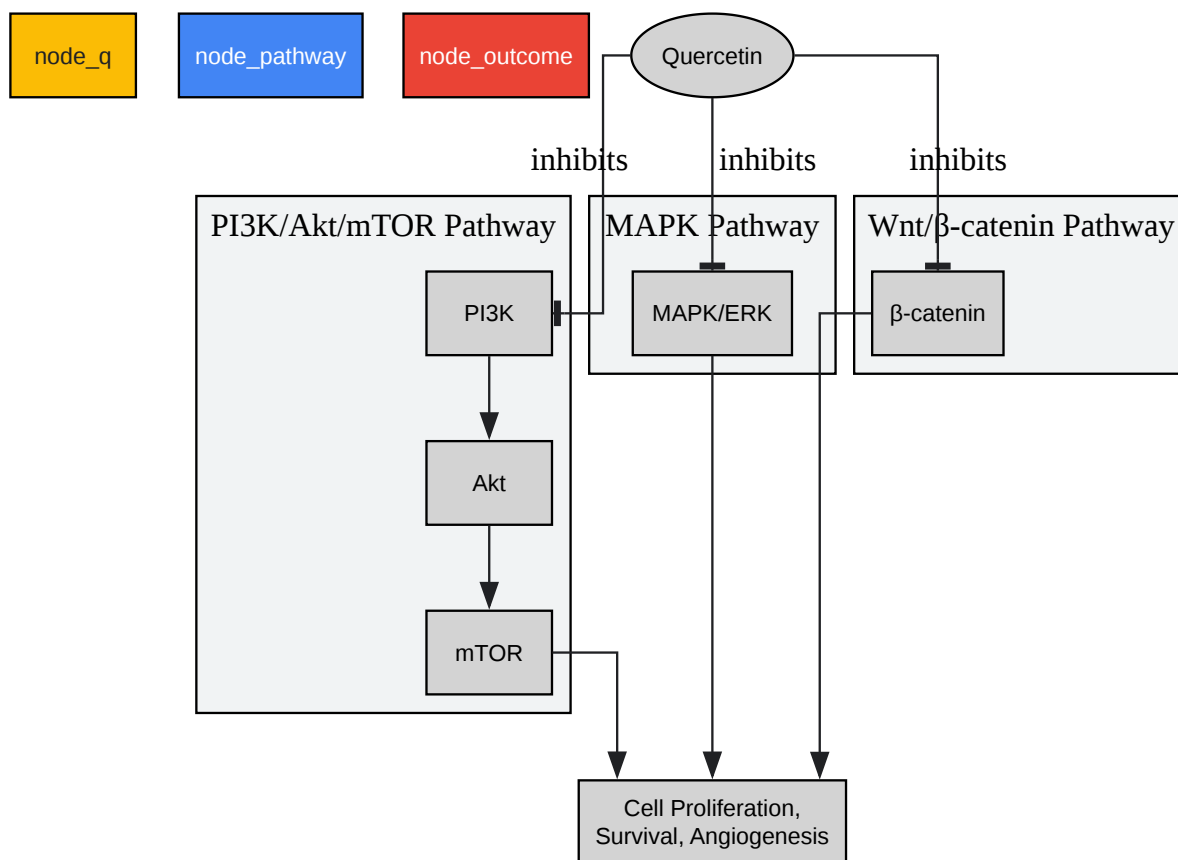 node_q
node_pathway
node_outcome
Quercetin
inhibits
inhibits
inhibits
PI3K/Akt/mTOR Pathway
MAPK Pathway
Wnt/β-catenin Pathway
PI3K
MAPK/ERK
β-catenin
Akt
mTOR
Cell Proliferation,
Survival, Angiogenesis